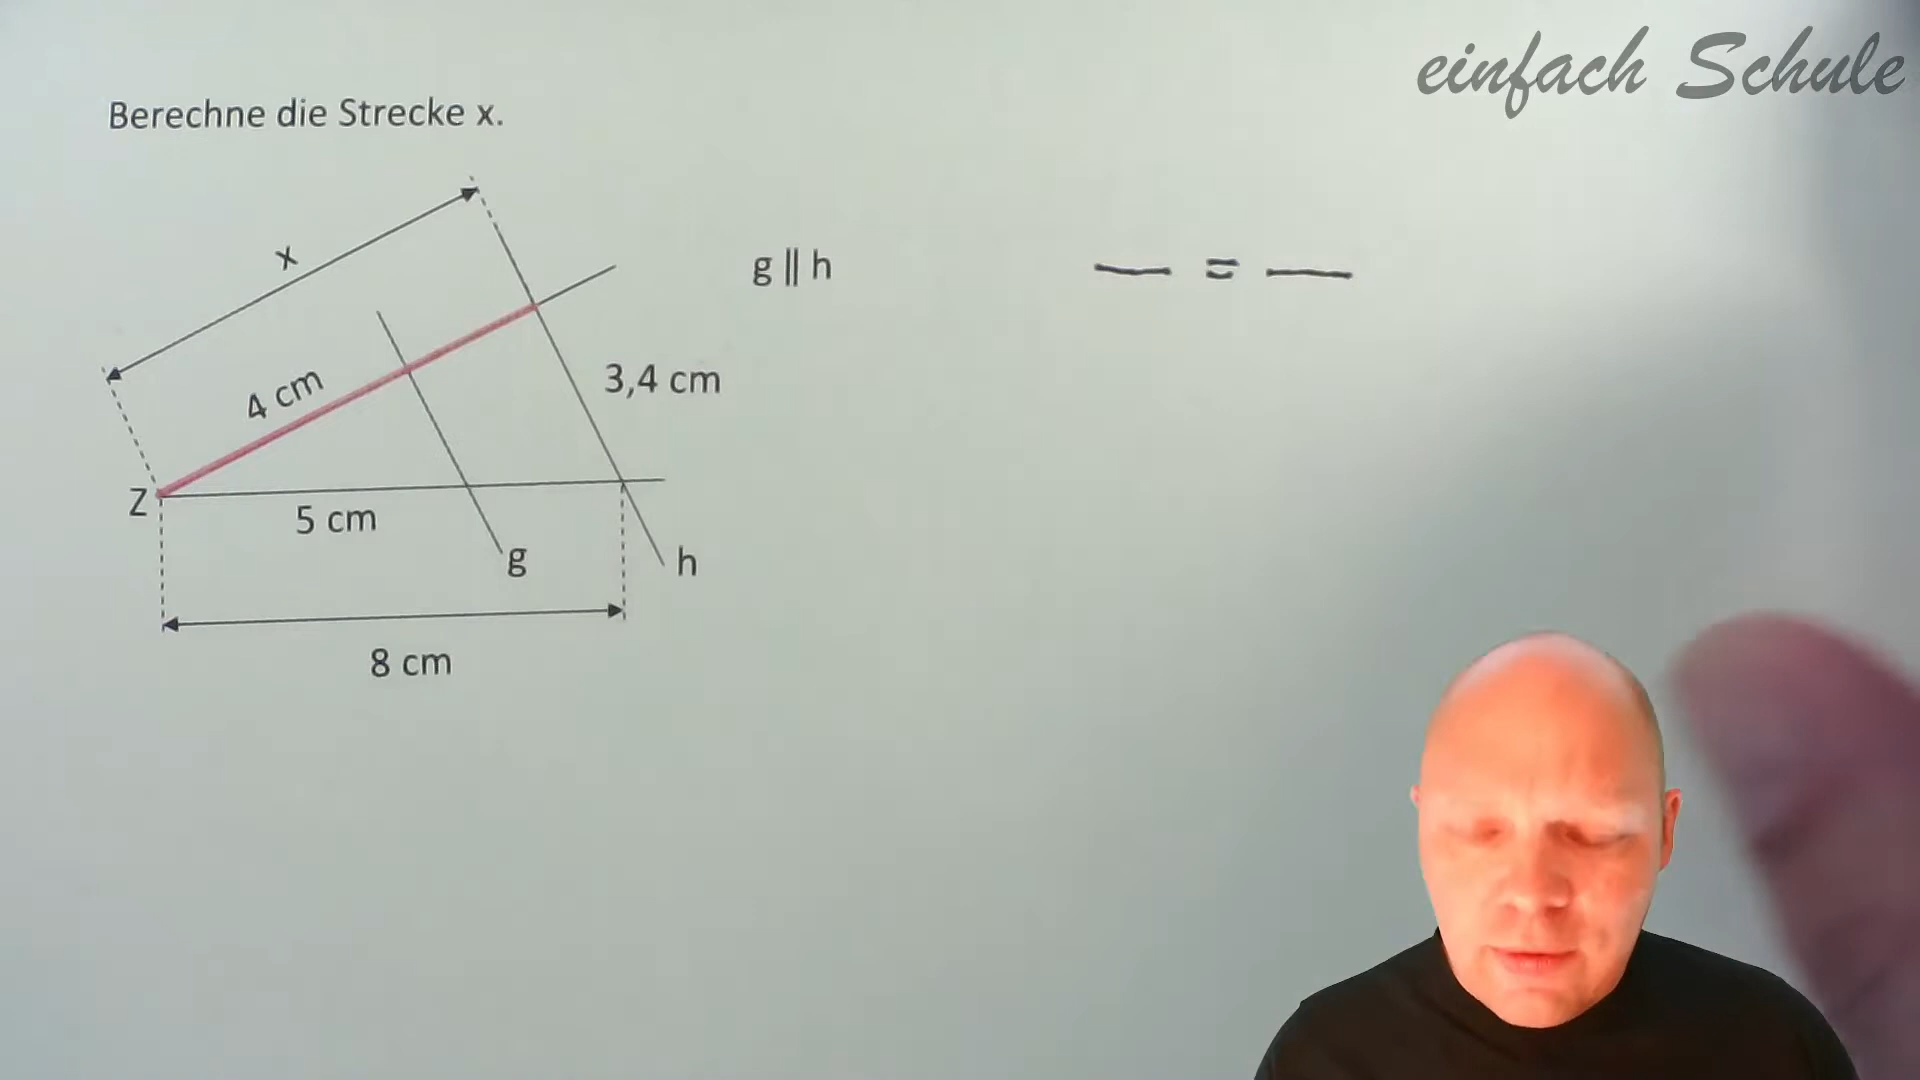 einfach Schule
Berechne die Strecke x.
x
g || h
=
4 cm
3,4 cm
Z
5 cm
g
h
8 cm